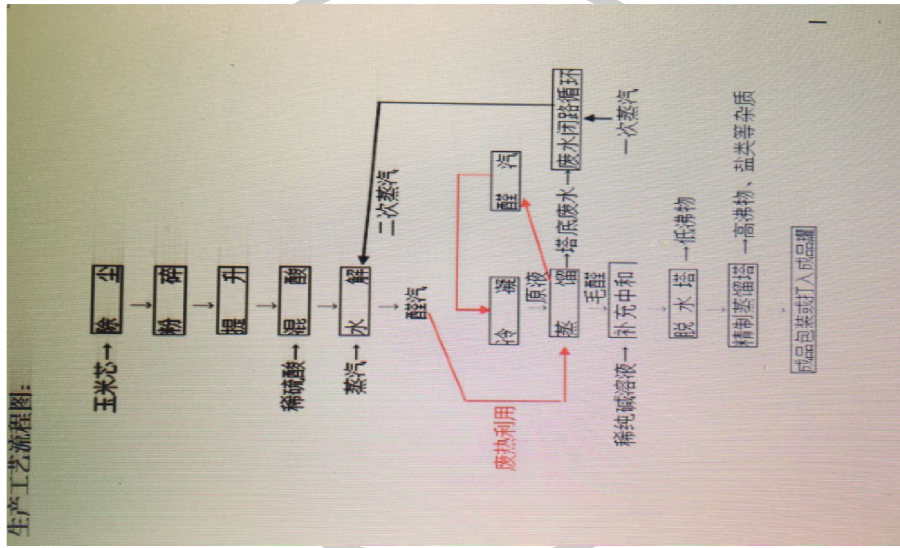 生产工艺流程图:
玉米芯→ 除 尘
粉 碎
提 升
稀硫酸→ 混 酸
蒸汽→ 水 解
二次蒸汽
醛汽
废热利用
冷 凝
醛 汽
原液
蒸 馏 →塔底废水→ 废水闭路循环
一次蒸汽
毛醛
稀纯碱溶液→ 补充中和
脱 水 塔 →低沸物
精制蒸馏塔 →高沸物、盐类等杂质
成品包装或打入成品罐